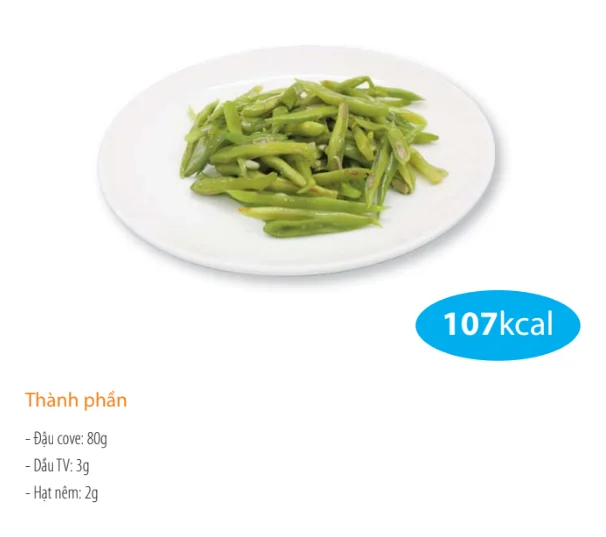 107kcal
Thành phần
- Đậu cove: 80g
- Dầu TV: 3g
- Hạt nêm: 2g